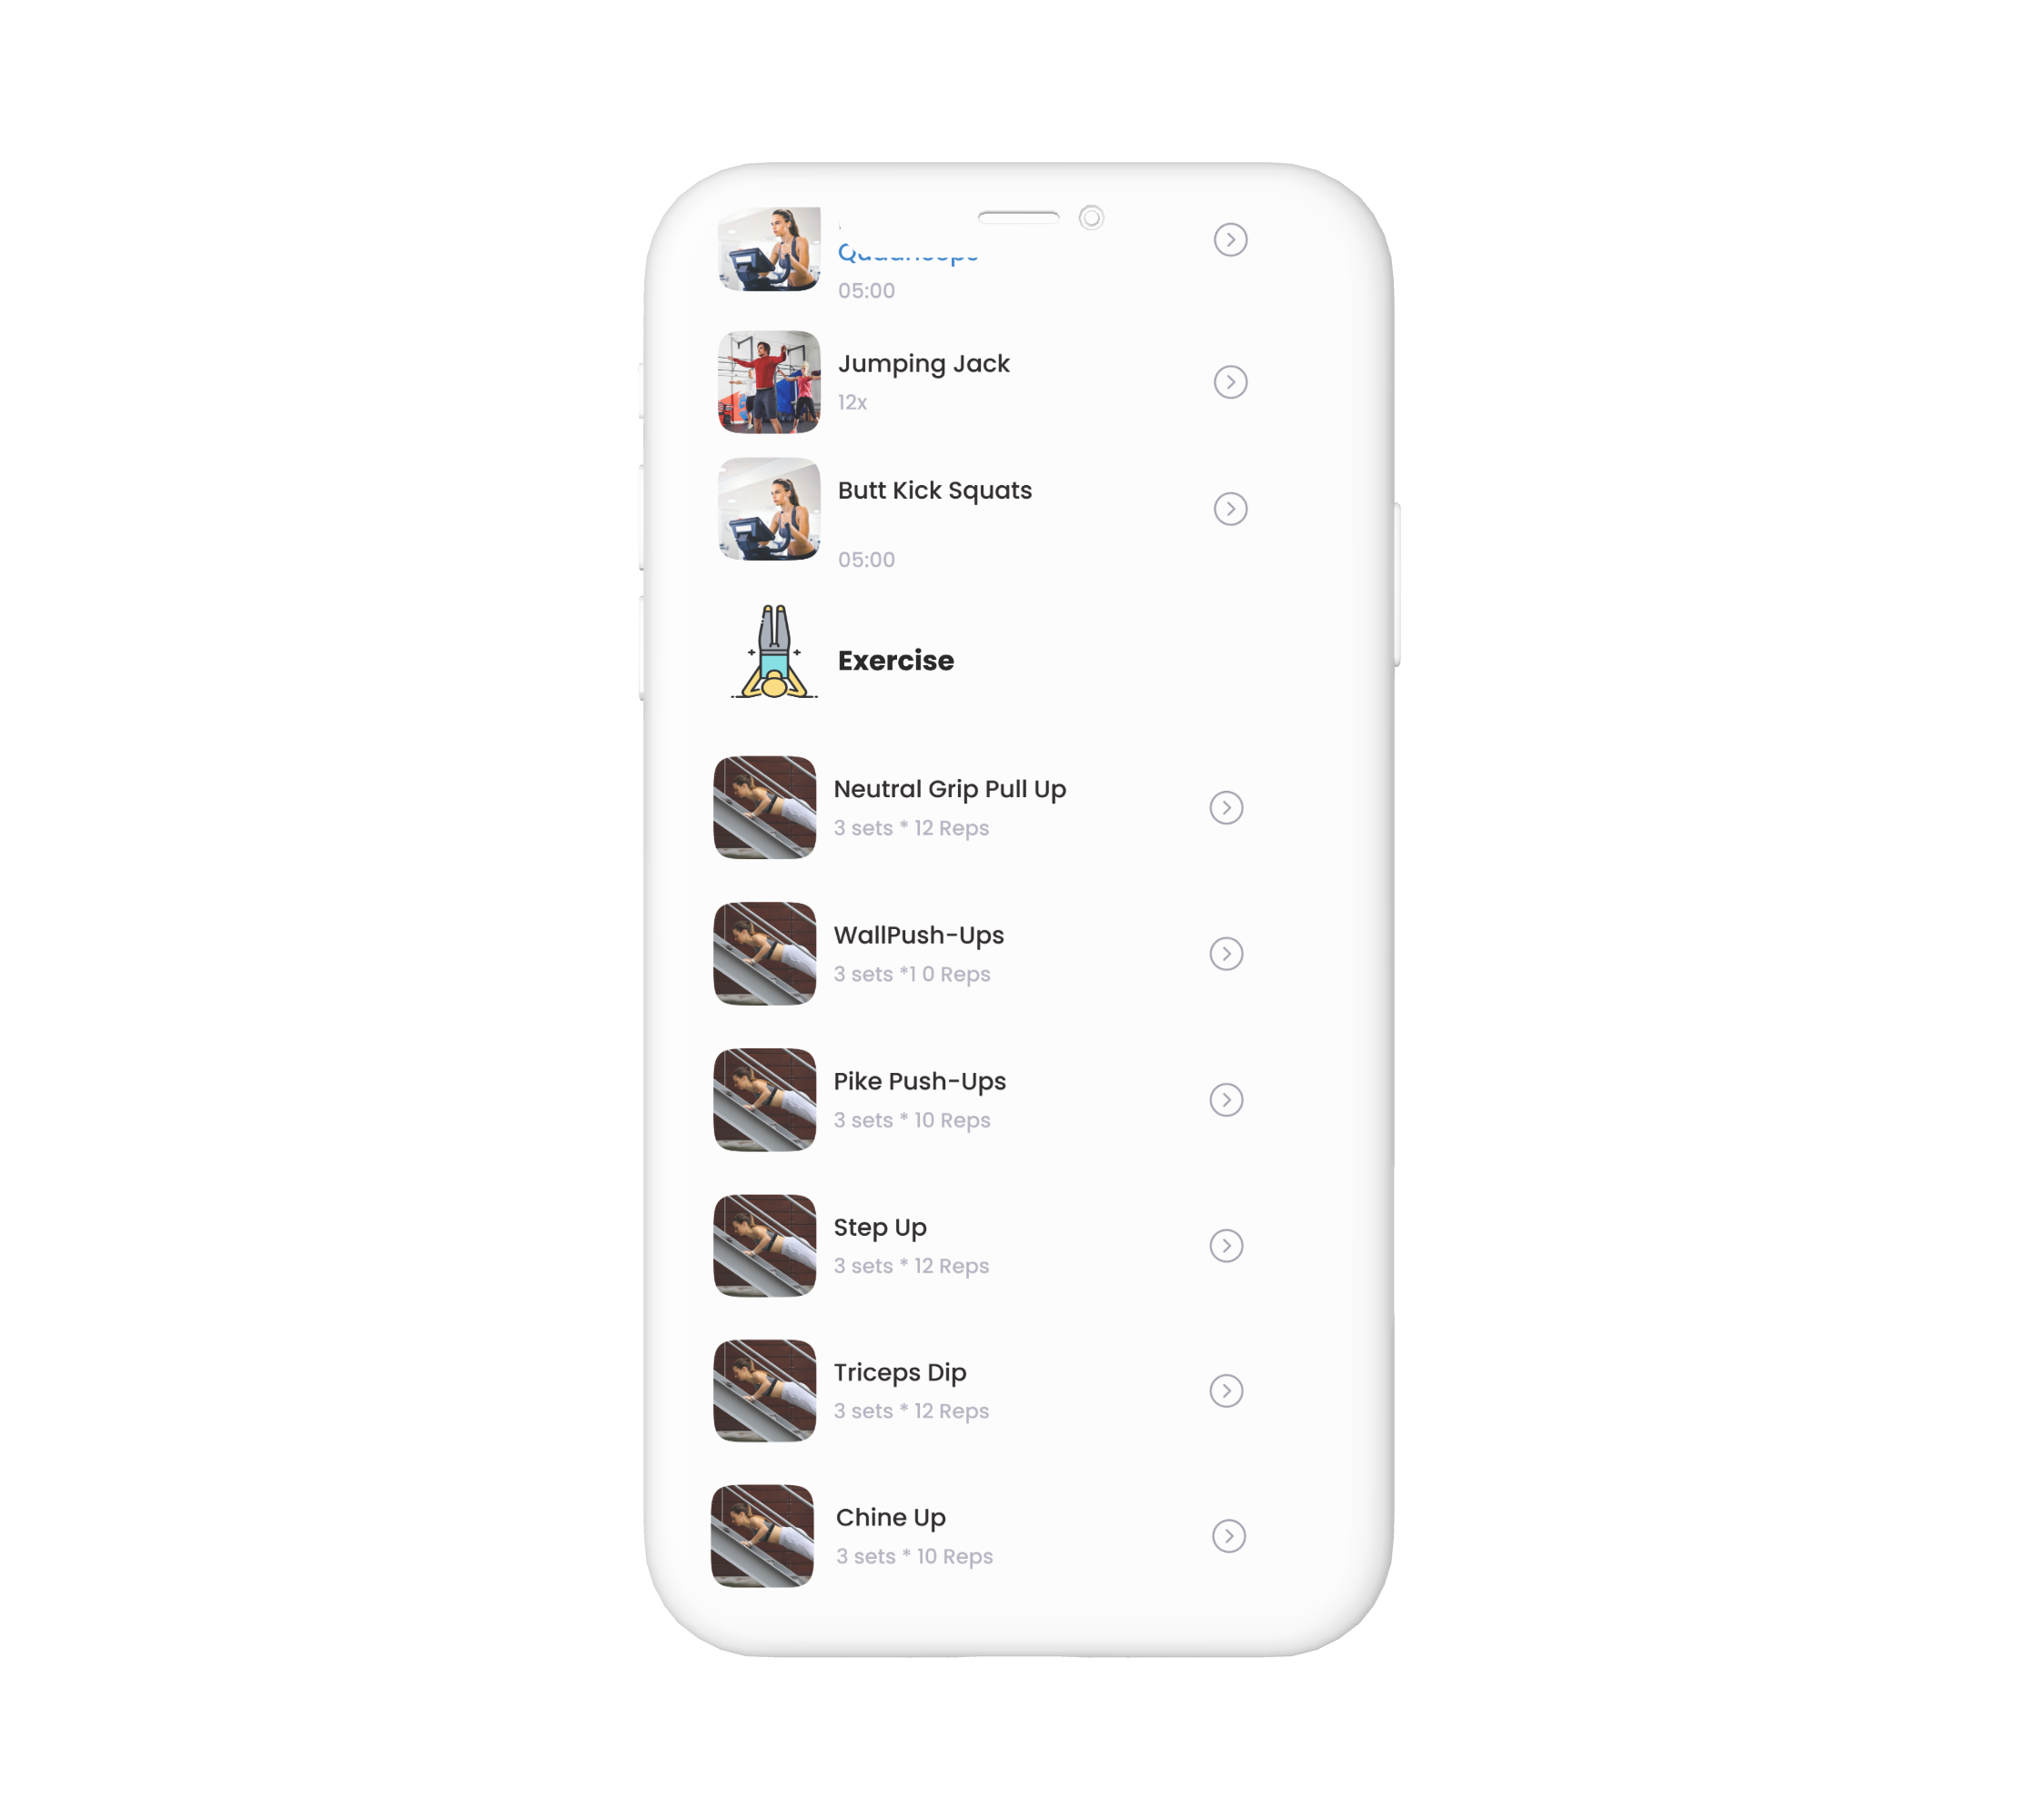 05:00
Jumping Jack
12x
Butt Kick Squats
05:00
Exercise
Neutral Grip Pull Up
3 sets * 12 Reps
WallPush-Ups
3 sets *1 0 Reps
Pike Push-Ups
3 sets * 10 Reps
Step Up
3 sets * 12 Reps
Triceps Dip
3 sets * 12 Reps
Chine Up
3 sets * 10 Reps